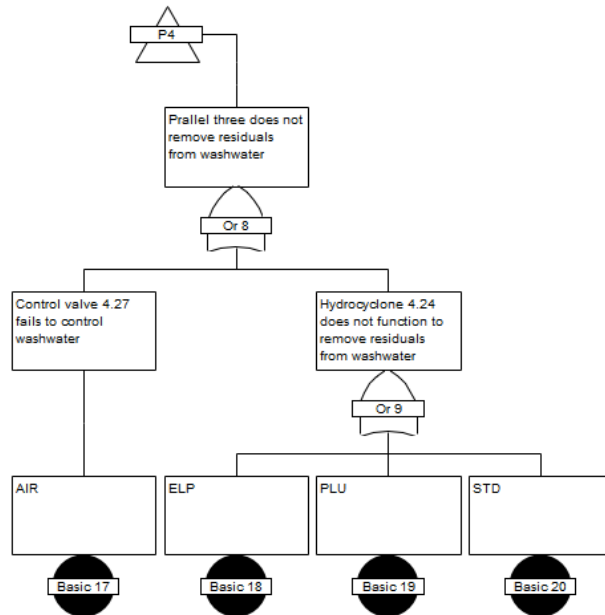 P4
Prallel three does not
remove residuals
from washwater
Or 8
Control valve 4.27
fails to control
washwater
Hydrocyclone 4.24
does not function to
remove residuals
from washwater
Or 9
AIR
ELP
PLU
STD
Basic 17
Basic 18
Basic 19
Basic 20